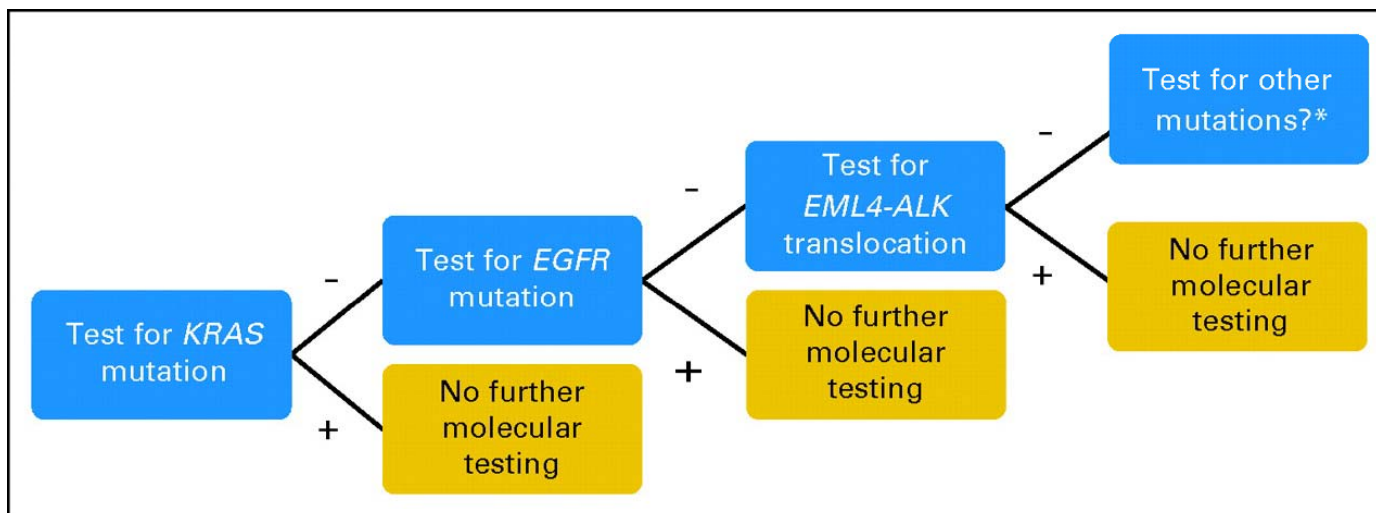 Test for KRAS
mutation
-
+
Test for EGFR
mutation
No further
molecular
testing
-
+
Test for
EML4-ALK
translocation
No further
molecular
testing
-
+
Test for other
mutations?*
No further
molecular
testing